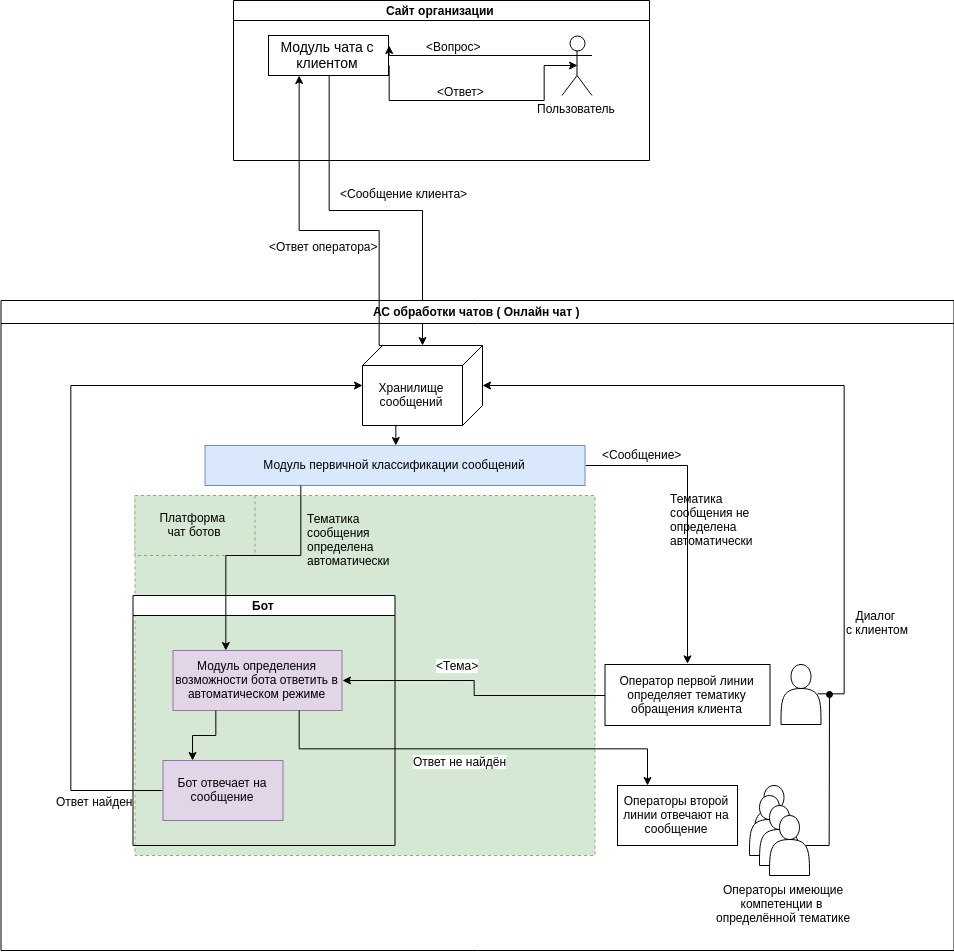 Сайт организации
Модуль чата с
клиентом
<Вопрос>
<Ответ>
Пользователь
<Сообщение клиента>
<Ответ оператора>
АС обработки чатов ( Онлайн чат )
Хранилище
сообщений
Модуль первичной классификации сообщений
<Сообщение>
Платформа
чат ботов
Тематика
сообщения
определена
автоматически
Тематика
сообщения не
определена
автоматически
Бот
Диалог
с клиентом
Модуль определения
возможности бота ответить в
автоматическом режиме
<Тема>
Оператор первой линии
определяет тематику
обращения клиента
Ответ не найдён
Бот отвечает на
сообщение
Ответ найден
Операторы второй
линии отвечают на
сообщение
Операторы имеющие
компетенции в
определённой тематике